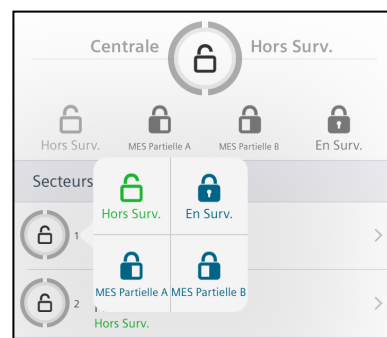 Centrale Hors Surv.
Hors Surv. MES Partielle A MES Partielle B En Surv.
Secteurs
Hors Surv. En Surv.
1
MES Partielle A MES Partielle B
2
Hors Surv.